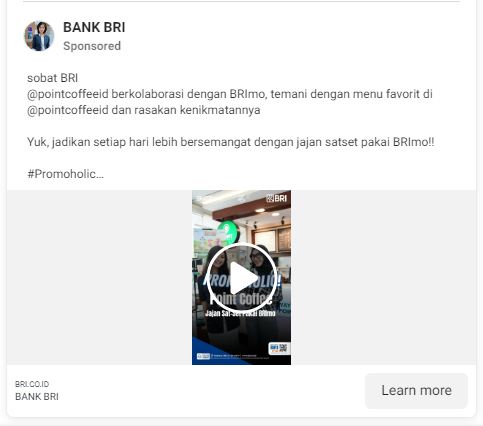 BANK BRI
Sponsored
sobat BRI
@pointcoffeeid berkolaborasi dengan BRImo, temani dengan menu favorit di
@pointcoffeeid dan rasakan kenikmatannya
Yuk, jadikan setiap hari lebih bersemangat dengan jajan satset pakai BRImo!!
#Promoholic...
BRI
Point Coffee
Jajan Sat-Set Pakai BRImo
BRI.CO.ID
BANK BRI
Learn more